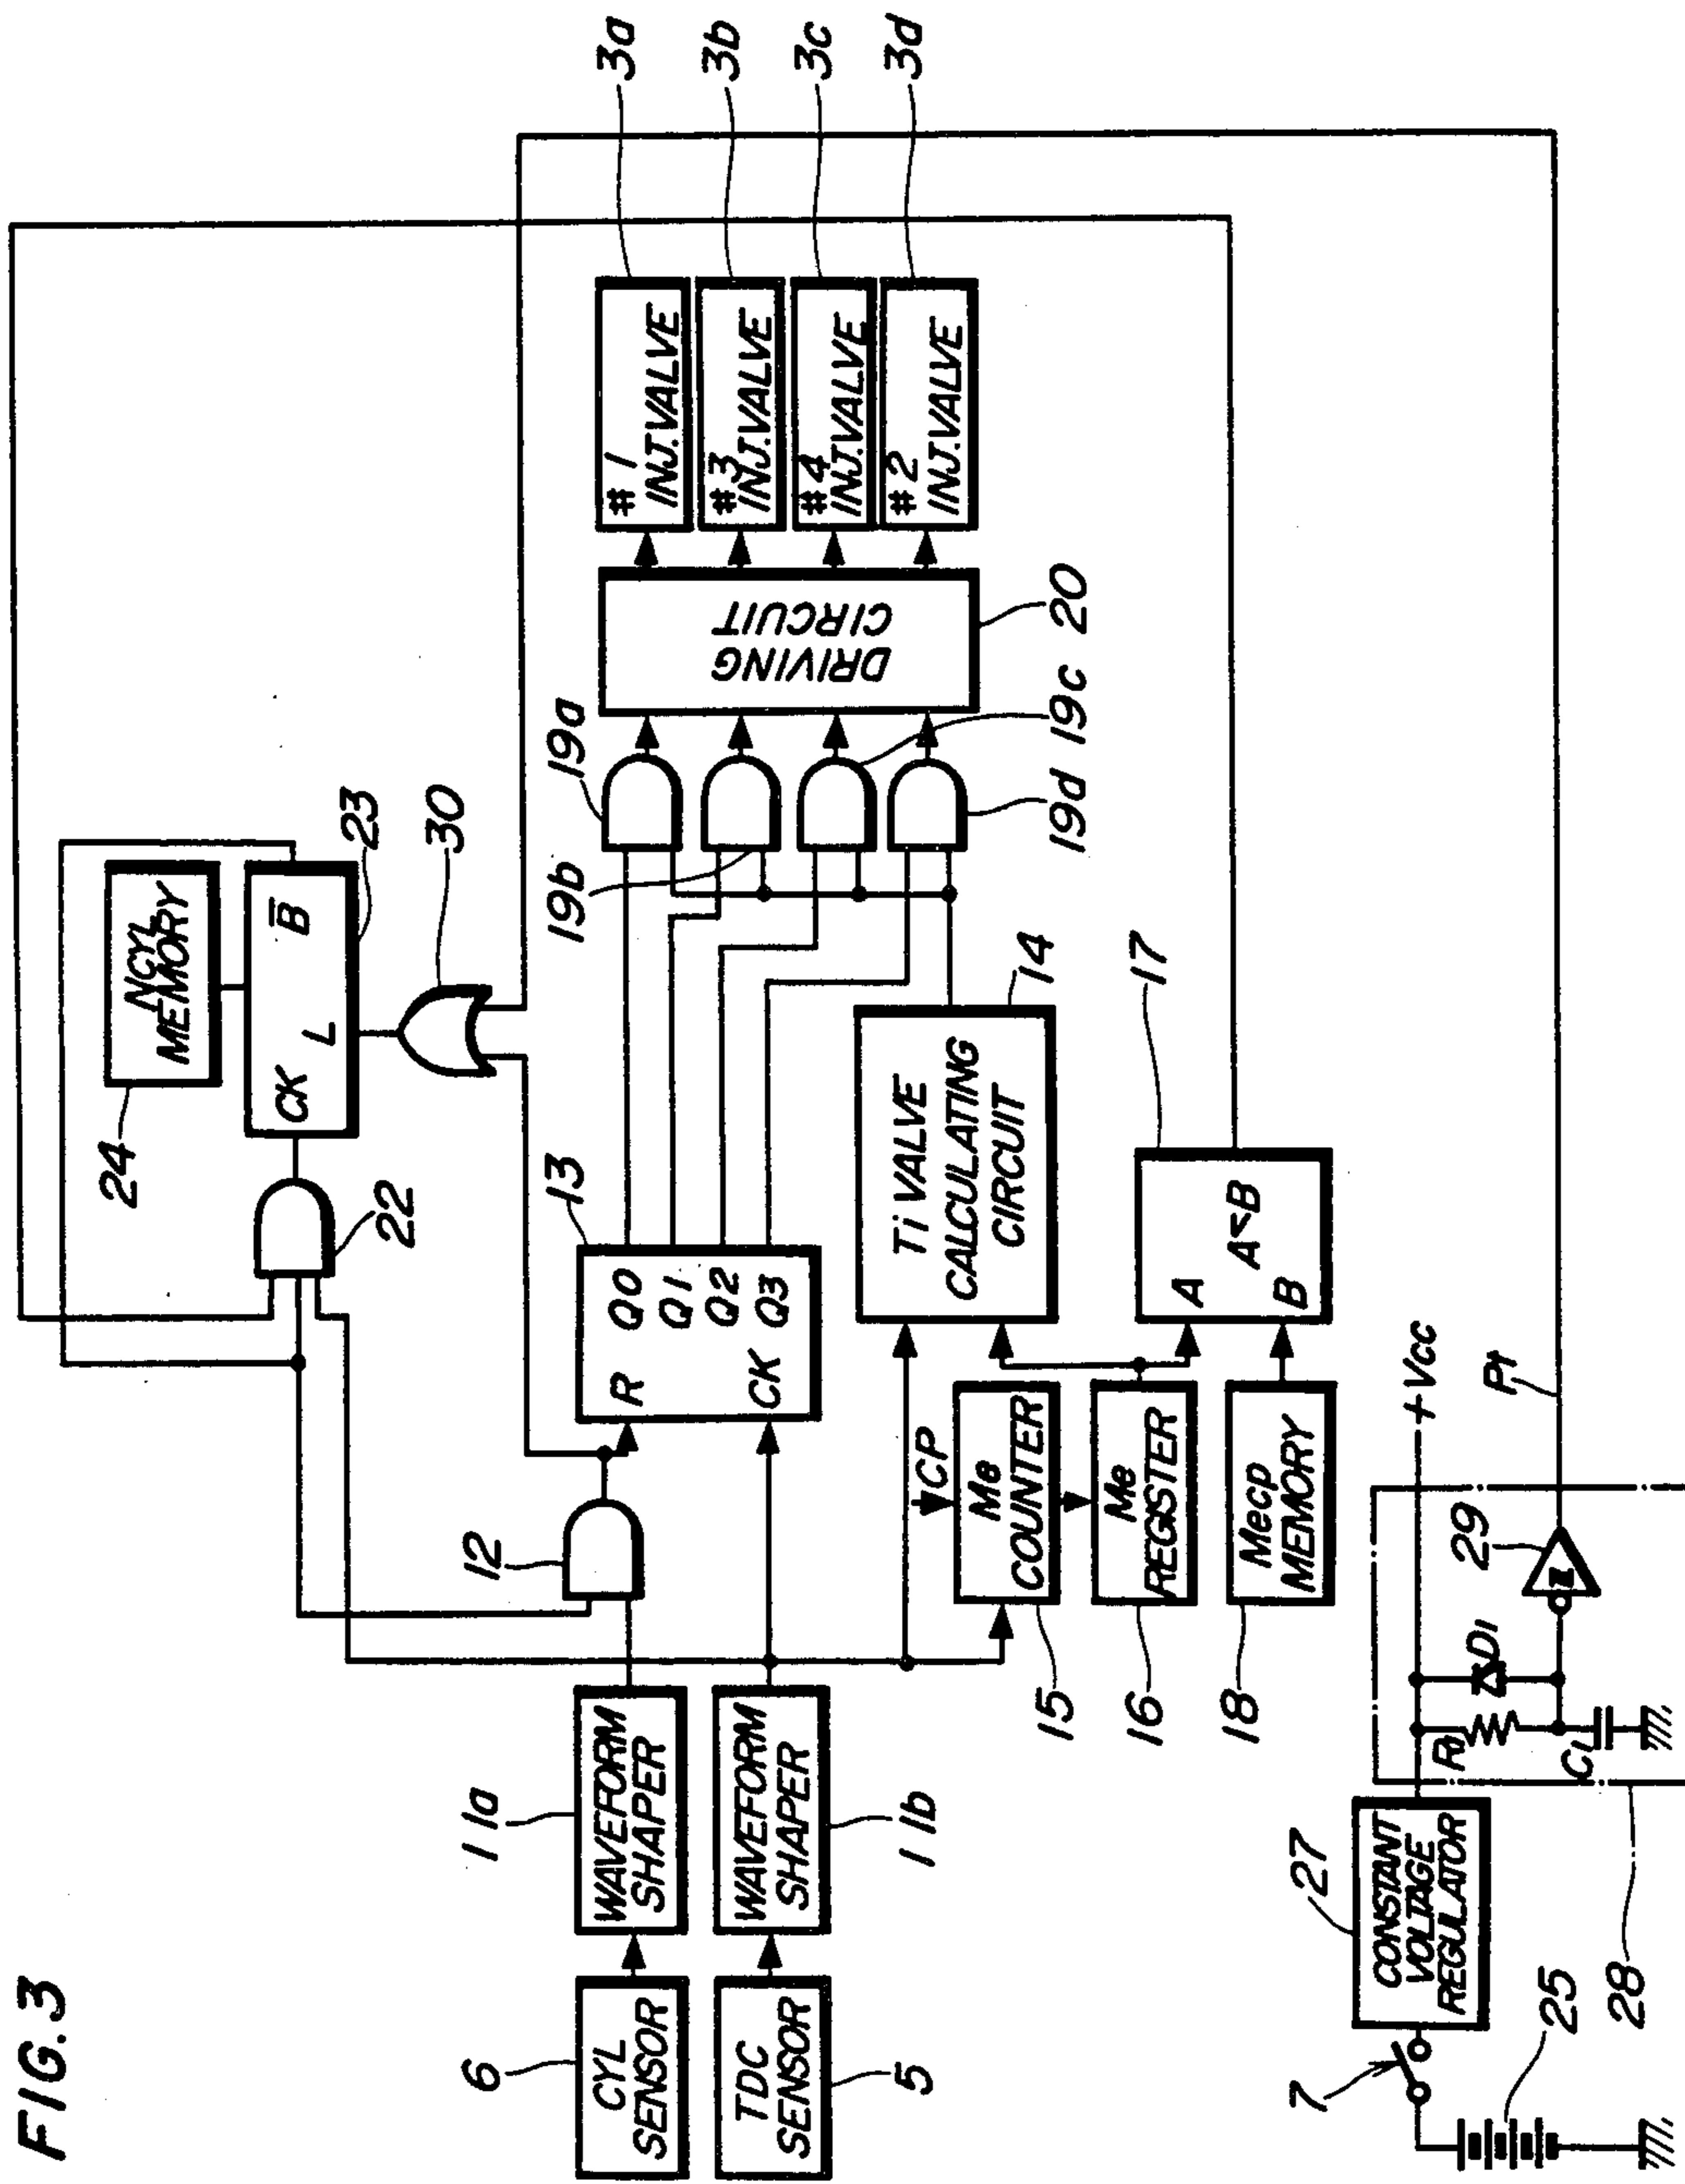 FIG.3
6
CYL
SENSOR
5
TDC
SENSOR
11a
WAVEFORM
SHAPER
11b
WAVEFORM
SHAPER
12
13
R
CK
Q0
Q1
Q2
Q3
22
24
NCYL
MEMORY
23
CK
L
B̅
30
CP
15
Me
COUNTER
16
Me
REGISTER
18
Mecp
MEMORY
14
Ti VALVE
CALCULATING
CIRCUIT
17
A
A<B
B
19a
19b
19c
19d
20
DRIVING
CIRCUIT
#1
INJ.VALVE
#3
INJ.VALVE
#4
INJ.VALVE
#2
INJ.VALVE
3a
3b
3c
3d
7
25
27
CONSTANT
VOLTAGE
REGULATOR
28
+Vcc
R1
D1
C1
29
Pt